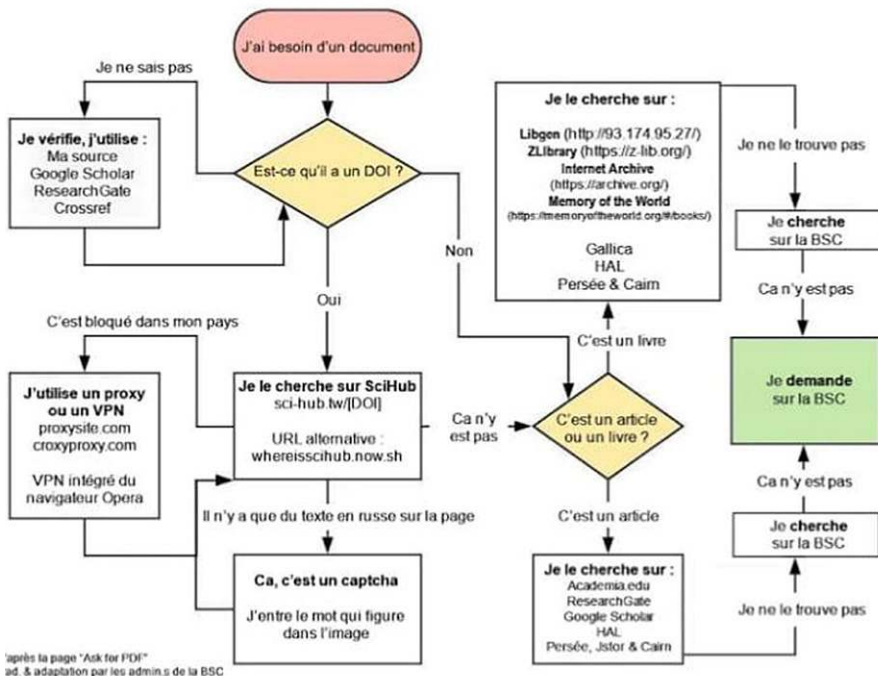 J'ai besoin d'un document
Je ne sais pas
Je vérifie, j'utilise :
Ma source
Google Scholar
ResearchGate
Crossref
Est-ce qu'il a un DOI ?
Non
Oui
Je le cherche sur :
Libgen (http://93.174.95.27/)
ZLibrary (https://z-lib.org/)
Internet Archive
(https://archive.org/)
Memory of the World
(https://memoryoftheworld.org/#/books/)
Gallica
HAL
Persée & Cairn
Je ne le trouve pas
Je cherche
sur la BSC
Ca n'y est pas
C'est un livre
C'est bloqué dans mon pays
J'utilise un proxy
ou un VPN
proxysite.com
croxyproxy.com
VPN intégré du
navigateur Opera
Je le cherche sur SciHub
sci-hub.tw/[DOI]
URL alternative :
whereisscihub.now.sh
Ca n'y
est pas
C'est un article
ou un livre ?
Je demande
sur la BSC
Ca n'y est pas
Il n'y a que du texte en russe sur la page
C'est un article
Je cherche
sur la BSC
Ca, c'est un captcha
J'entre le mot qui figure
dans l'image
Je le cherche sur :
Academia.edu
ResearchGate
Google Scholar
HAL
Persée, Jstor & Cairn
Je ne le trouve pas
'après la page "Ask for PDF"
ad. & adaptation par les admin.s de la BSC